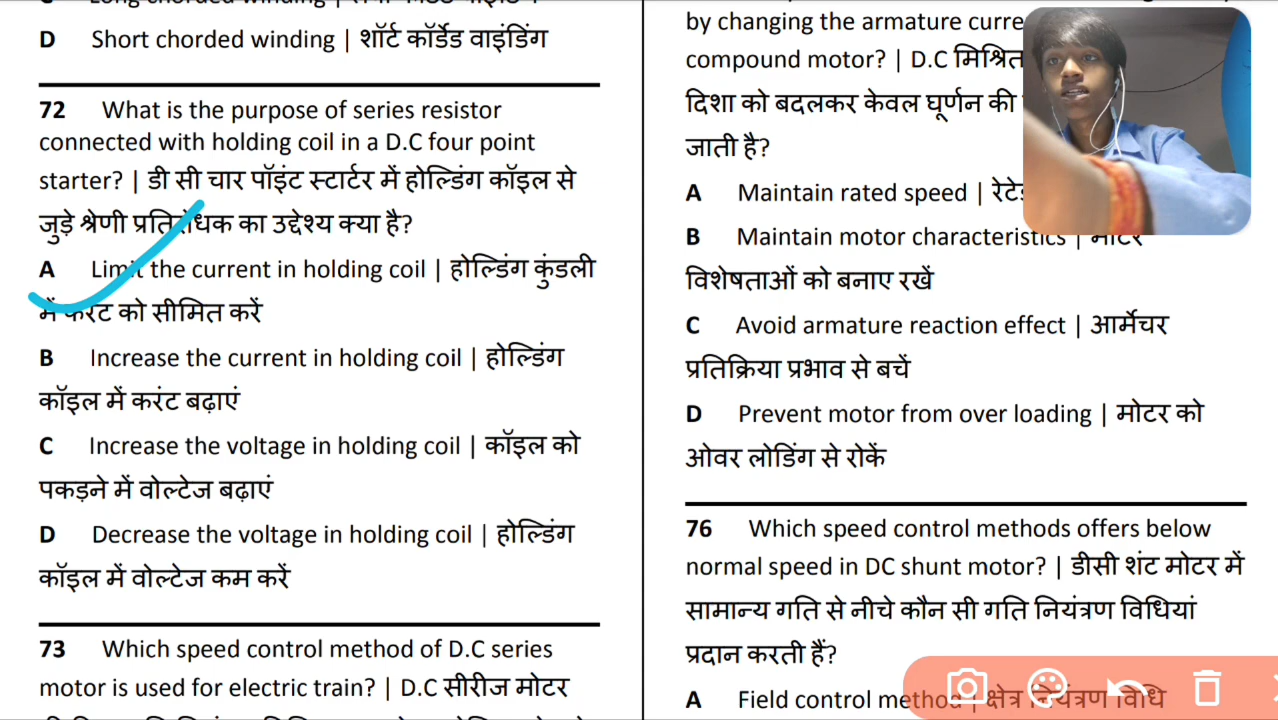 D Short chorded winding | शॉर्ट कॉर्डेड वाइंडिंग
72 What is the purpose of series resistor
connected with holding coil in a D.C four point
starter? | डी सी चार पॉइंट स्टार्टर में होल्डिंग कॉइल से
जुड़े श्रेणी प्रतिरोधक का उद्देश्य क्या है?
A Limit the current in holding coil | होल्डिंग कुंडली
में करंट को सीमित करें
B Increase the current in holding coil | होल्डिंग
कॉइल में करंट बढ़ाएं
C Increase the voltage in holding coil | कॉइल को
पकड़ने में वोल्टेज बढ़ाएं
D Decrease the voltage in holding coil | होल्डिंग
कॉइल में वोल्टेज कम करें
73 Which speed control method of D.C series
motor is used for electric train? | D.C सीरीज मोटर
by changing the armature curre
compound motor? | D.C मिश्रित
दिशा को बदलकर केवल घूर्णन की
जाती है?
A Maintain rated speed |
B Maintain motor characteristics | मोटर
विशेषताओं को बनाए रखें
C Avoid armature reaction effect | आर्मेचर
प्रतिक्रिया प्रभाव से बचें
D Prevent motor from over loading | मोटर को
ओवर लोडिंग से रोकें
76 Which speed control methods offers below
normal speed in DC shunt motor? | डीसी शंट मोटर में
सामान्य गति से नीचे कौन सी गति नियंत्रण विधियां
प्रदान करती हैं?
A Field control method | क्षेत्र नियंत्रण विधि